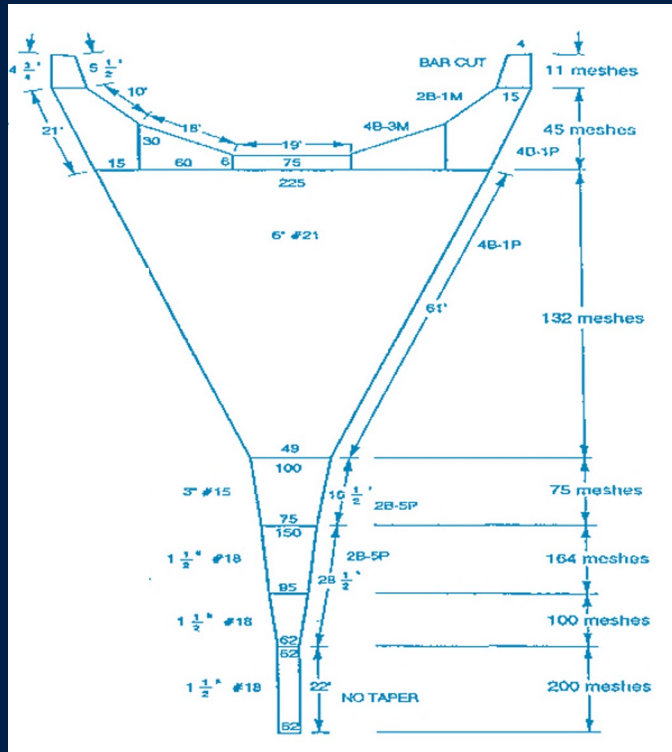 4
4 3/4' 5 1/2' BAR CUT 11 meshes
10' 2B-1M 15
18' 19' 4B-3M 45 meshes
21' 30 4B-1P
15 60 6 75
225
6" #21 4B-1P
61' 132 meshes
49
100
3" #15 16 1/2' 2B-5P 75 meshes
75
150
1 1/2" #18 2B-5P 164 meshes
28 1/2'
95
1 1/2" #18 100 meshes
62
62
1 1/2" #18 22' NO TAPER 200 meshes
62